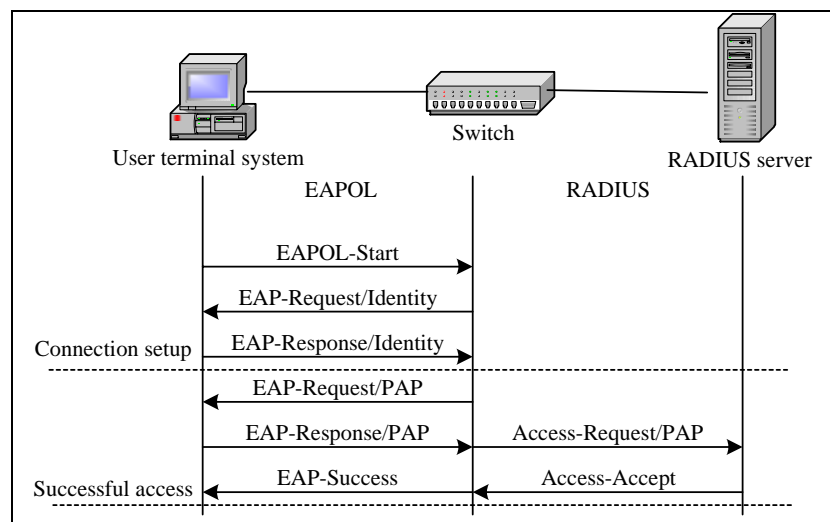 User terminal system
Switch
RADIUS server
EAPOL
RADIUS
EAPOL-Start
EAP-Request/Identity
Connection setup
EAP-Response/Identity
EAP-Request/PAP
EAP-Response/PAP
Access-Request/PAP
Successful access
EAP-Success
Access-Accept